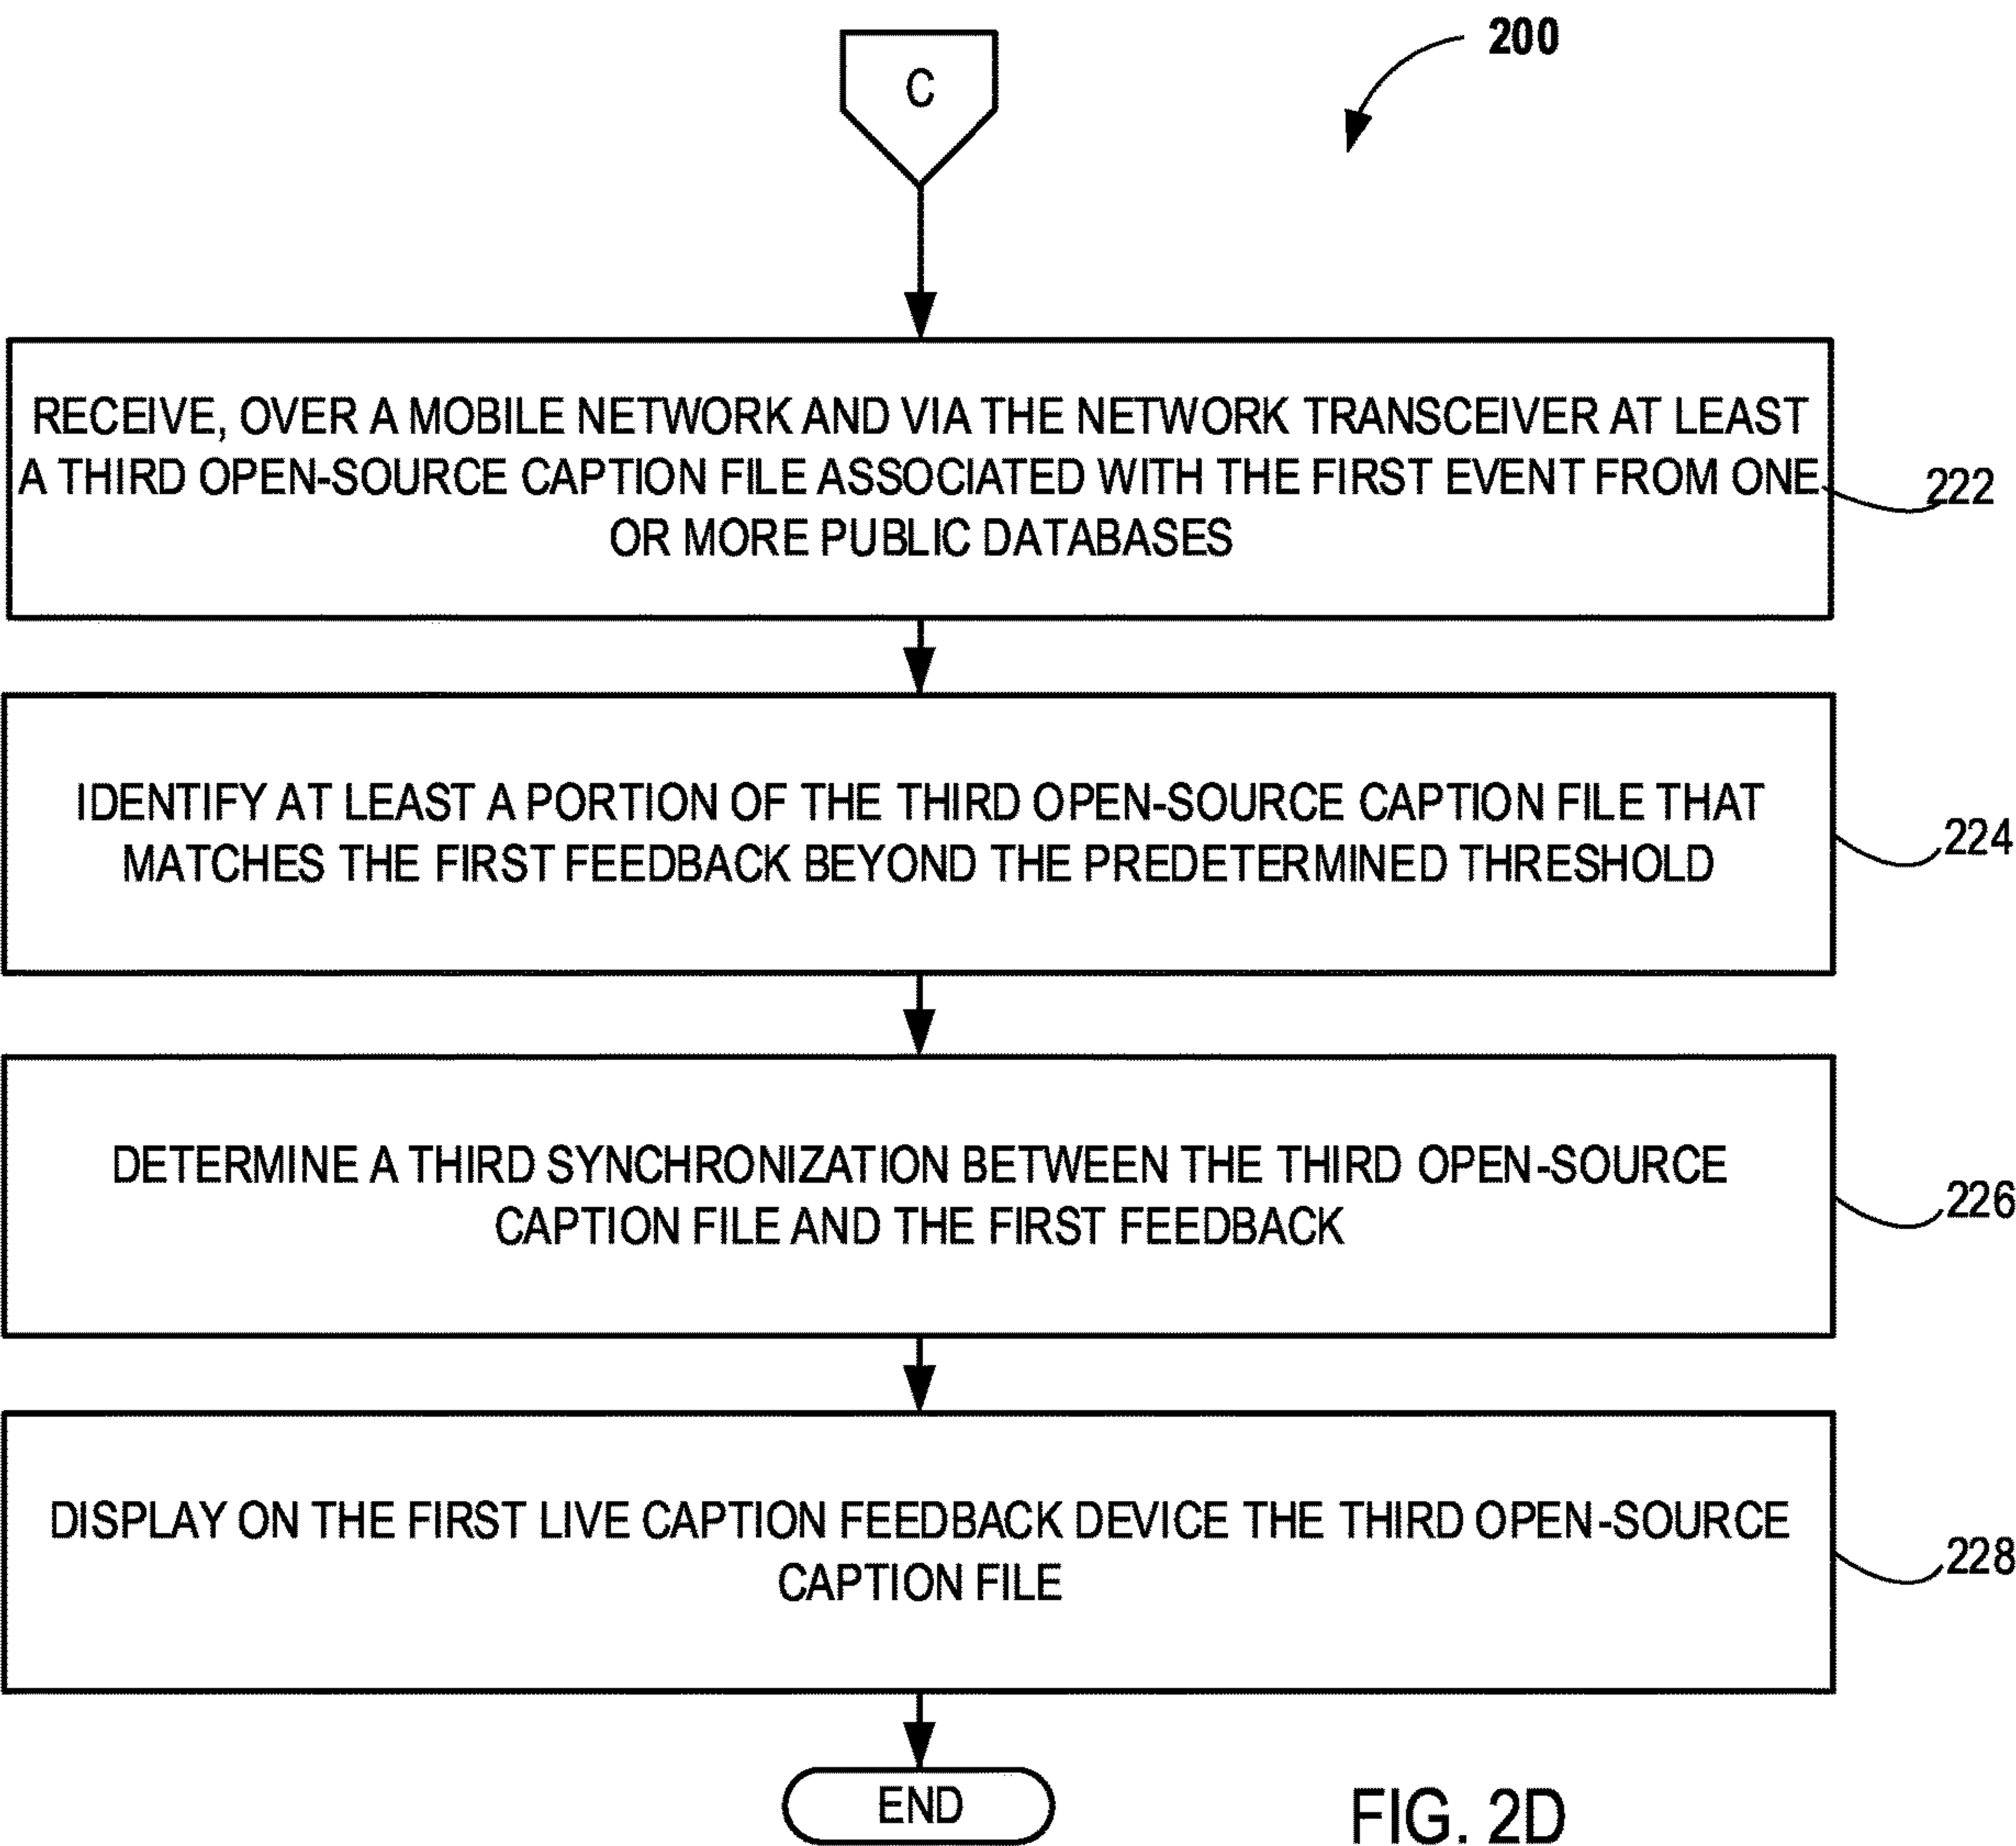 200
C
RECEIVE, OVER A MOBILE NETWORK AND VIA THE NETWORK TRANSCEIVER AT LEAST
A THIRD OPEN-SOURCE CAPTION FILE ASSOCIATED WITH THE FIRST EVENT FROM ONE
OR MORE PUBLIC DATABASES
222
IDENTIFY AT LEAST A PORTION OF THE THIRD OPEN-SOURCE CAPTION FILE THAT
MATCHES THE FIRST FEEDBACK BEYOND THE PREDETERMINED THRESHOLD
224
DETERMINE A THIRD SYNCHRONIZATION BETWEEN THE THIRD OPEN-SOURCE
CAPTION FILE AND THE FIRST FEEDBACK
226
DISPLAY ON THE FIRST LIVE CAPTION FEEDBACK DEVICE THE THIRD OPEN-SOURCE
CAPTION FILE
228
END
FIG. 2D